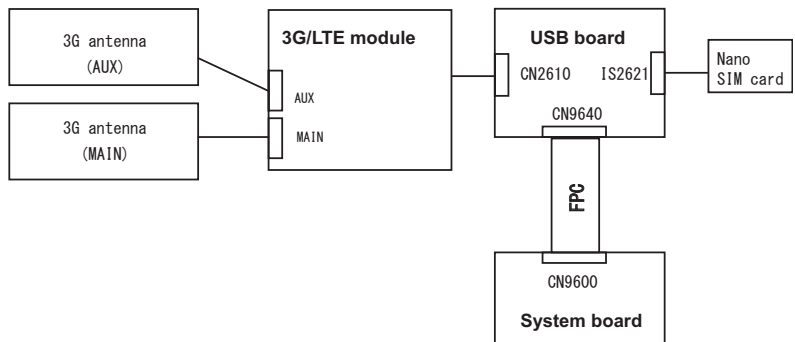 3G antenna
(AUX)
3G antenna
(MAIN)
3G/LTE module
AUX
MAIN
USB board
CN2610
IS2621
CN9640
Nano
SIM card
FPC
CN9600
System board